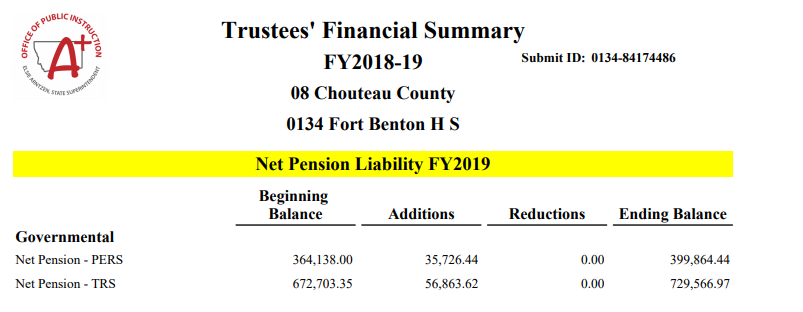 OFFICE OF PUBLIC INSTRUCTION
A+
ELSIE ARNTZEN, STATE SUPERINTENDENT
Trustees' Financial Summary
FY2018-19
Submit ID: 0134-84174486
08 Chouteau County
0134 Fort Benton H S
Net Pension Liability FY2019
Beginning Balance Additions Reductions Ending Balance
Governmental
Net Pension - PERS 364,138.00 35,726.44 0.00 399,864.44
Net Pension - TRS 672,703.35 56,863.62 0.00 729,566.97